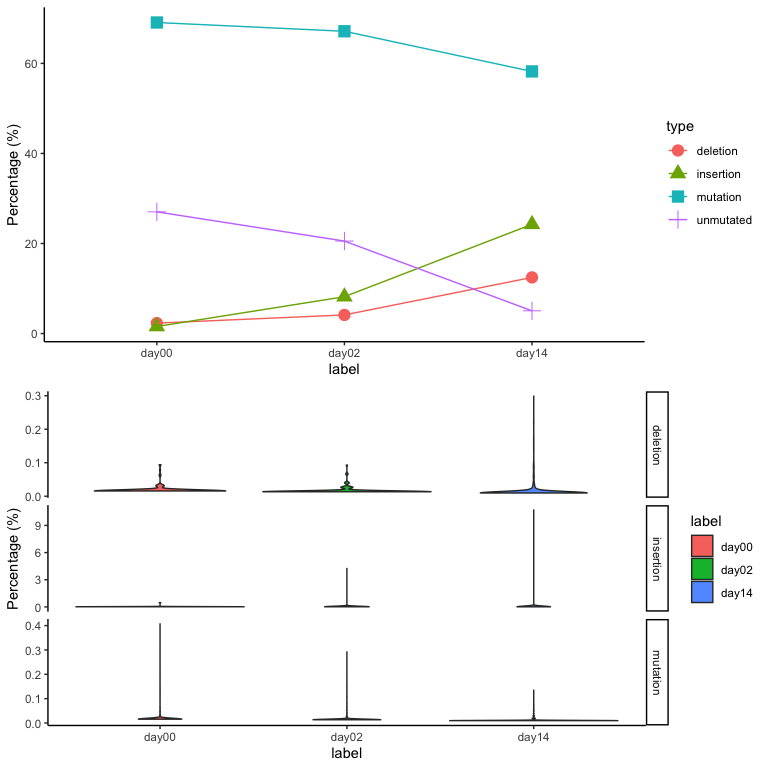 Percentage (%)
60
40
20
0
day00
day02
day14
label
type
deletion
insertion
mutation
unmutated
Percentage (%)
0.3
0.2
0.1
0.0
deletion
9
6
3
0
insertion
0.4
0.3
0.2
0.1
0.0
mutation
day00
day02
day14
label
label
day00
day02
day14